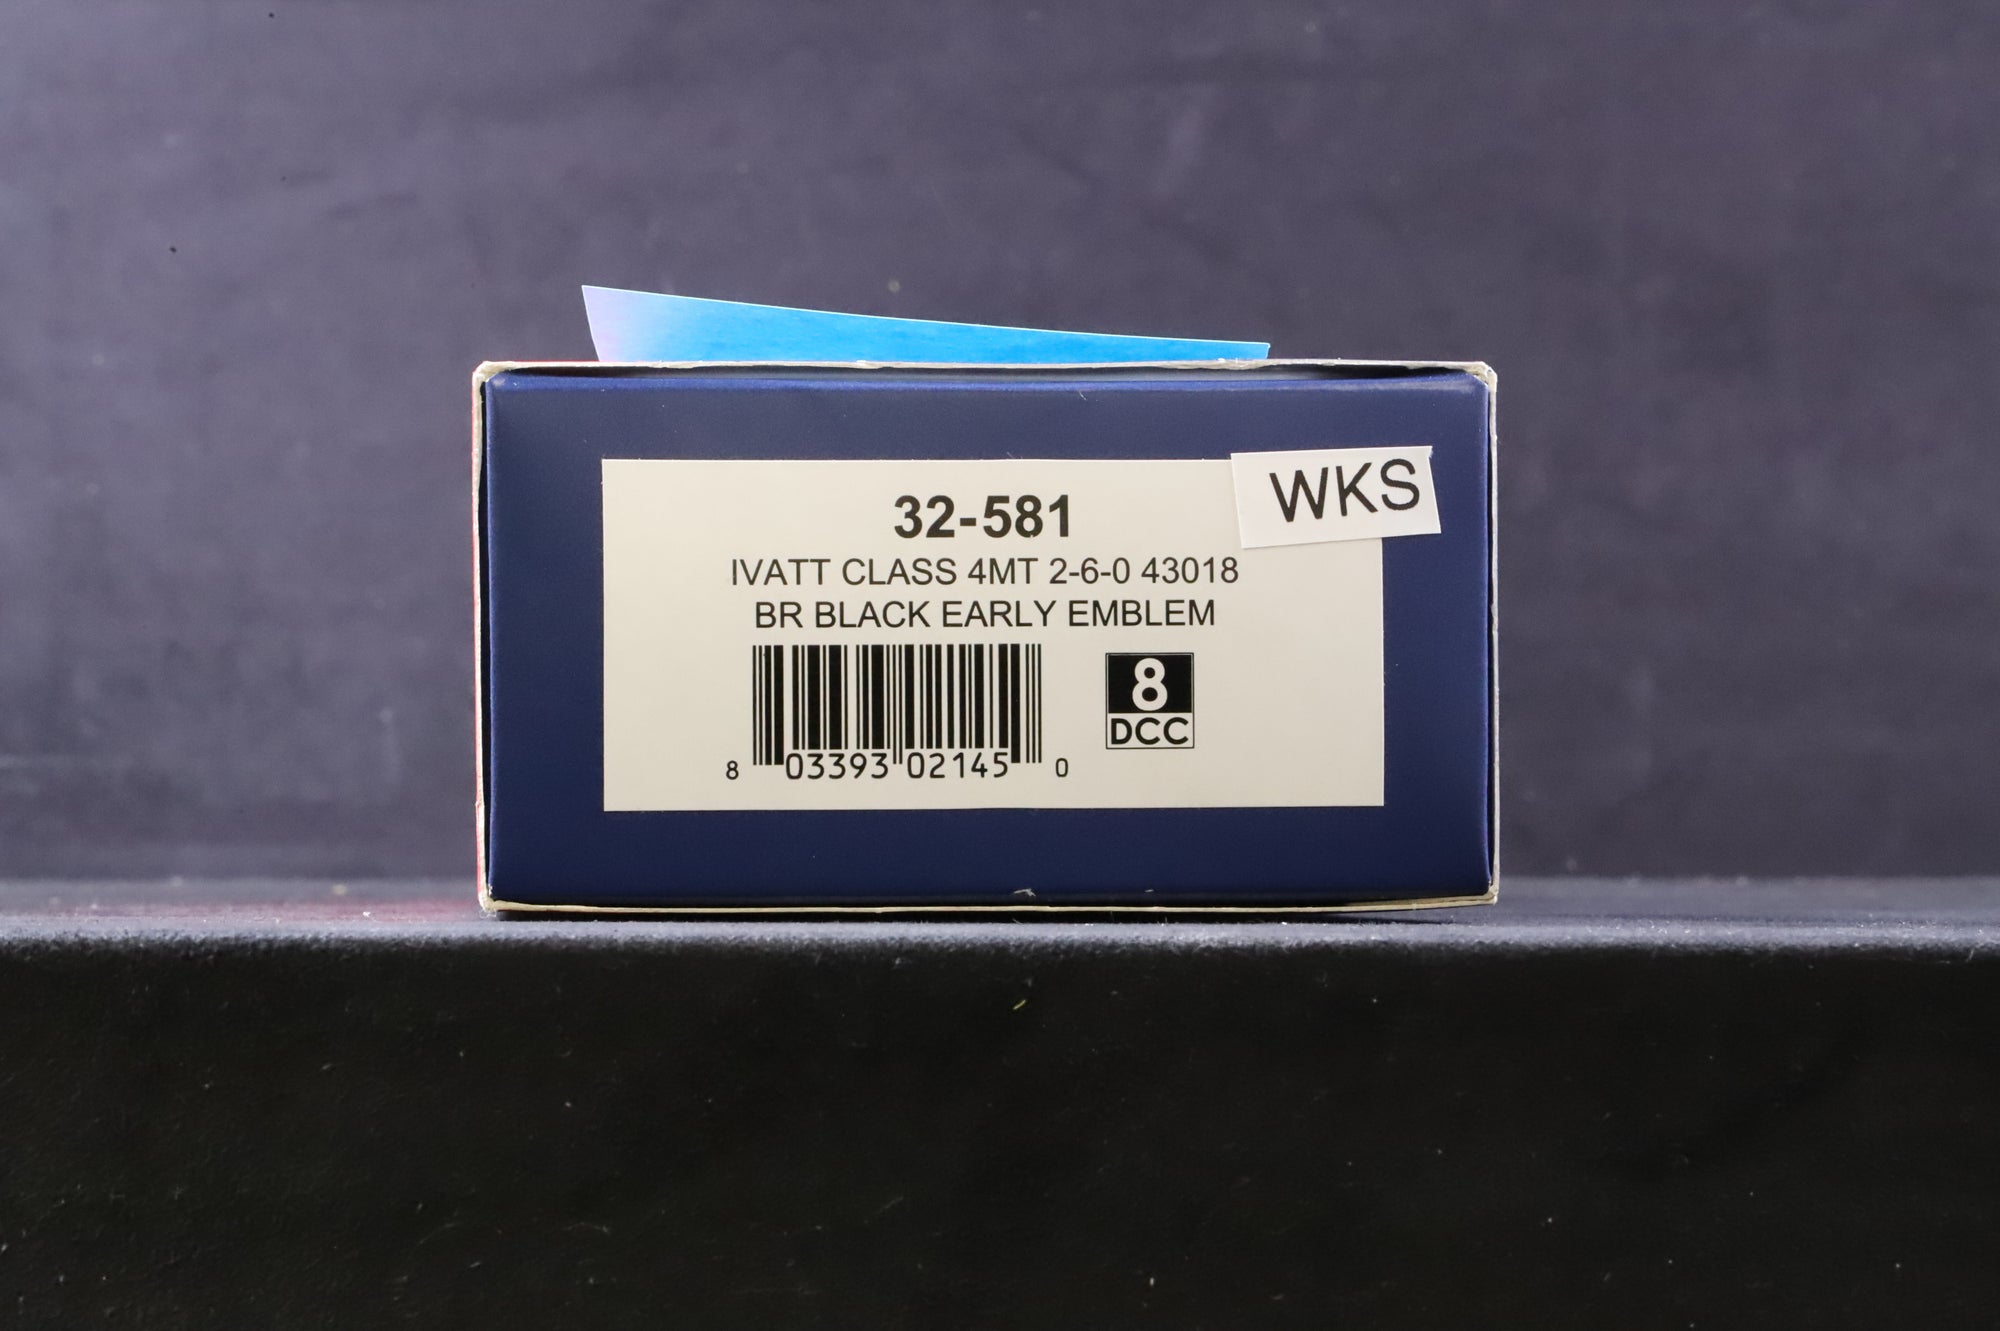 WKS
32-581
IVATT CLASS 4MT 2-6-0 43018
BR BLACK EARLY EMBLEM
8
DCC
8 03393 02145 0